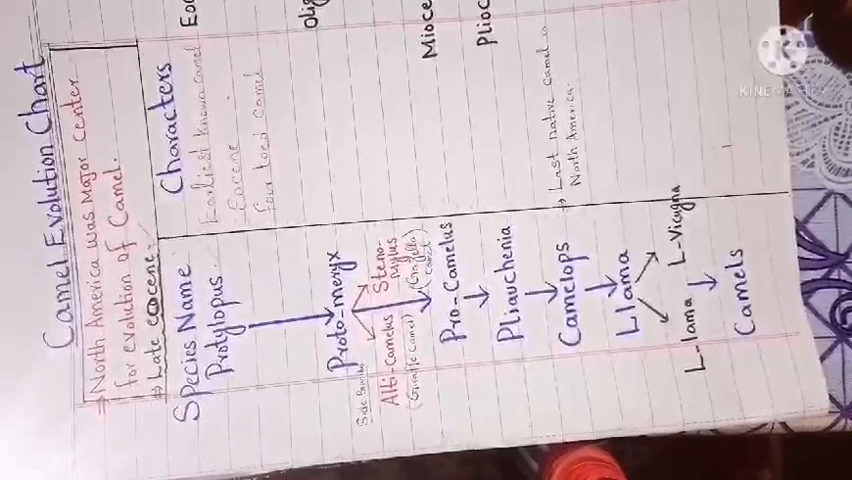 Camel Evolution Chart
⇒ North America was Major Center
for evolution of Camel.
⇒ Late eocene.
Species Name Characters
Protylopus Earliest known camel
Eocene
four toed camel
Proto-meryx
Side branch
Alti-camelus Steno-
mylus
(Giraffe camel) (Gazelle
Camel)
Pro-Camelus Mioce
Pliauchenia Plioc
Camelops ⇒ Last native camel in
North America.
Llama
L-lama L-Vicugna
Camels
KINEMASTER